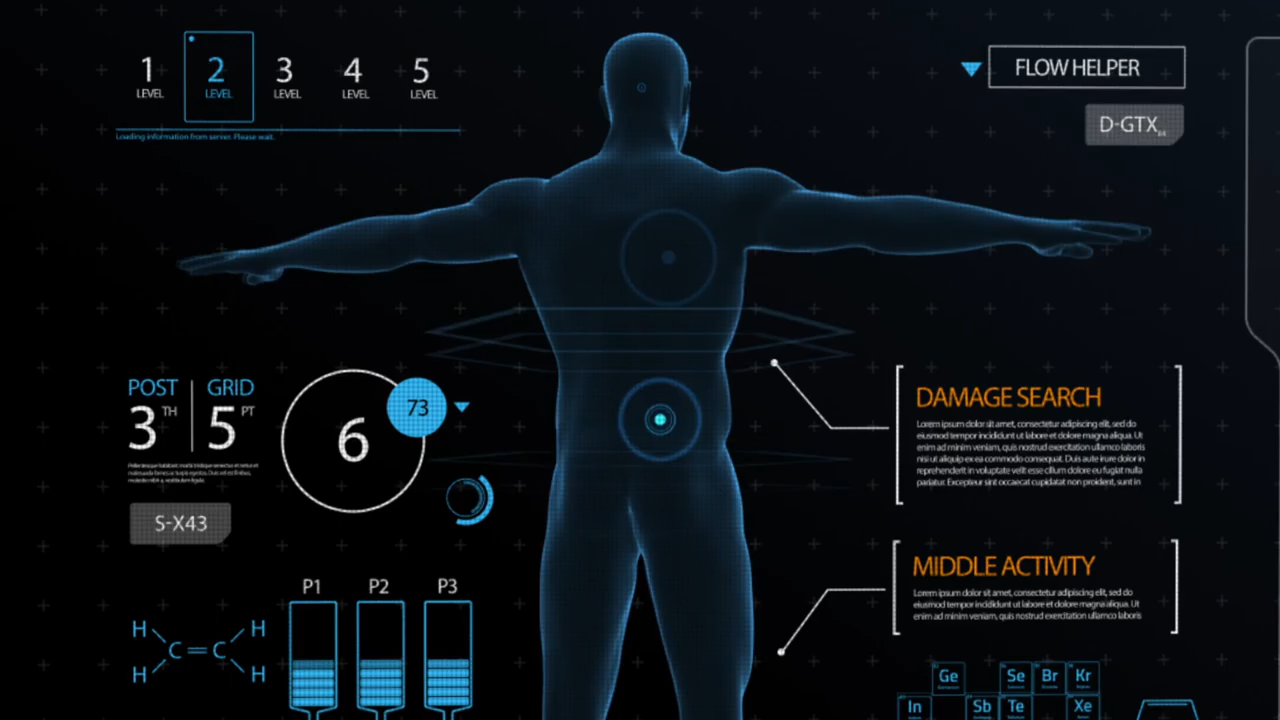 1 2 3 4 5
LEVEL LEVEL LEVEL LEVEL LEVEL
Loading information from server. Please wait.
FLOW HELPER
D-GTX
POST GRID
3 TH 5 PT
6
73
S-X43
DAMAGE SEARCH
Lorem ipsum dolor sit amet, consectetur adipiscing elit, sed do
eiusmod tempor incididunt ut labore et dolore magna aliqua. Ut
enim ad minim veniam, quis nostrud exercitation ullamco laboris
nisi ut aliquip ex ea commodo consequat. Duis aute irure dolor in
reprehenderit in voluptate velit esse cillum dolore eu fugiat nulla
pariatur. Excepteur sint occaecat cupidatat non proident, sunt in
MIDDLE ACTIVITY
Lorem ipsum dolor sit amet, consectetur adipiscing elit, sed do
eiusmod tempor incididunt ut labore et dolore magna aliqua. Ut
enim ad minim veniam, quis nostrud exercitation ullamco laboris
P1 P2 P3
H H
C C
H H
Ge Se Br Kr
In Sb Te Xe